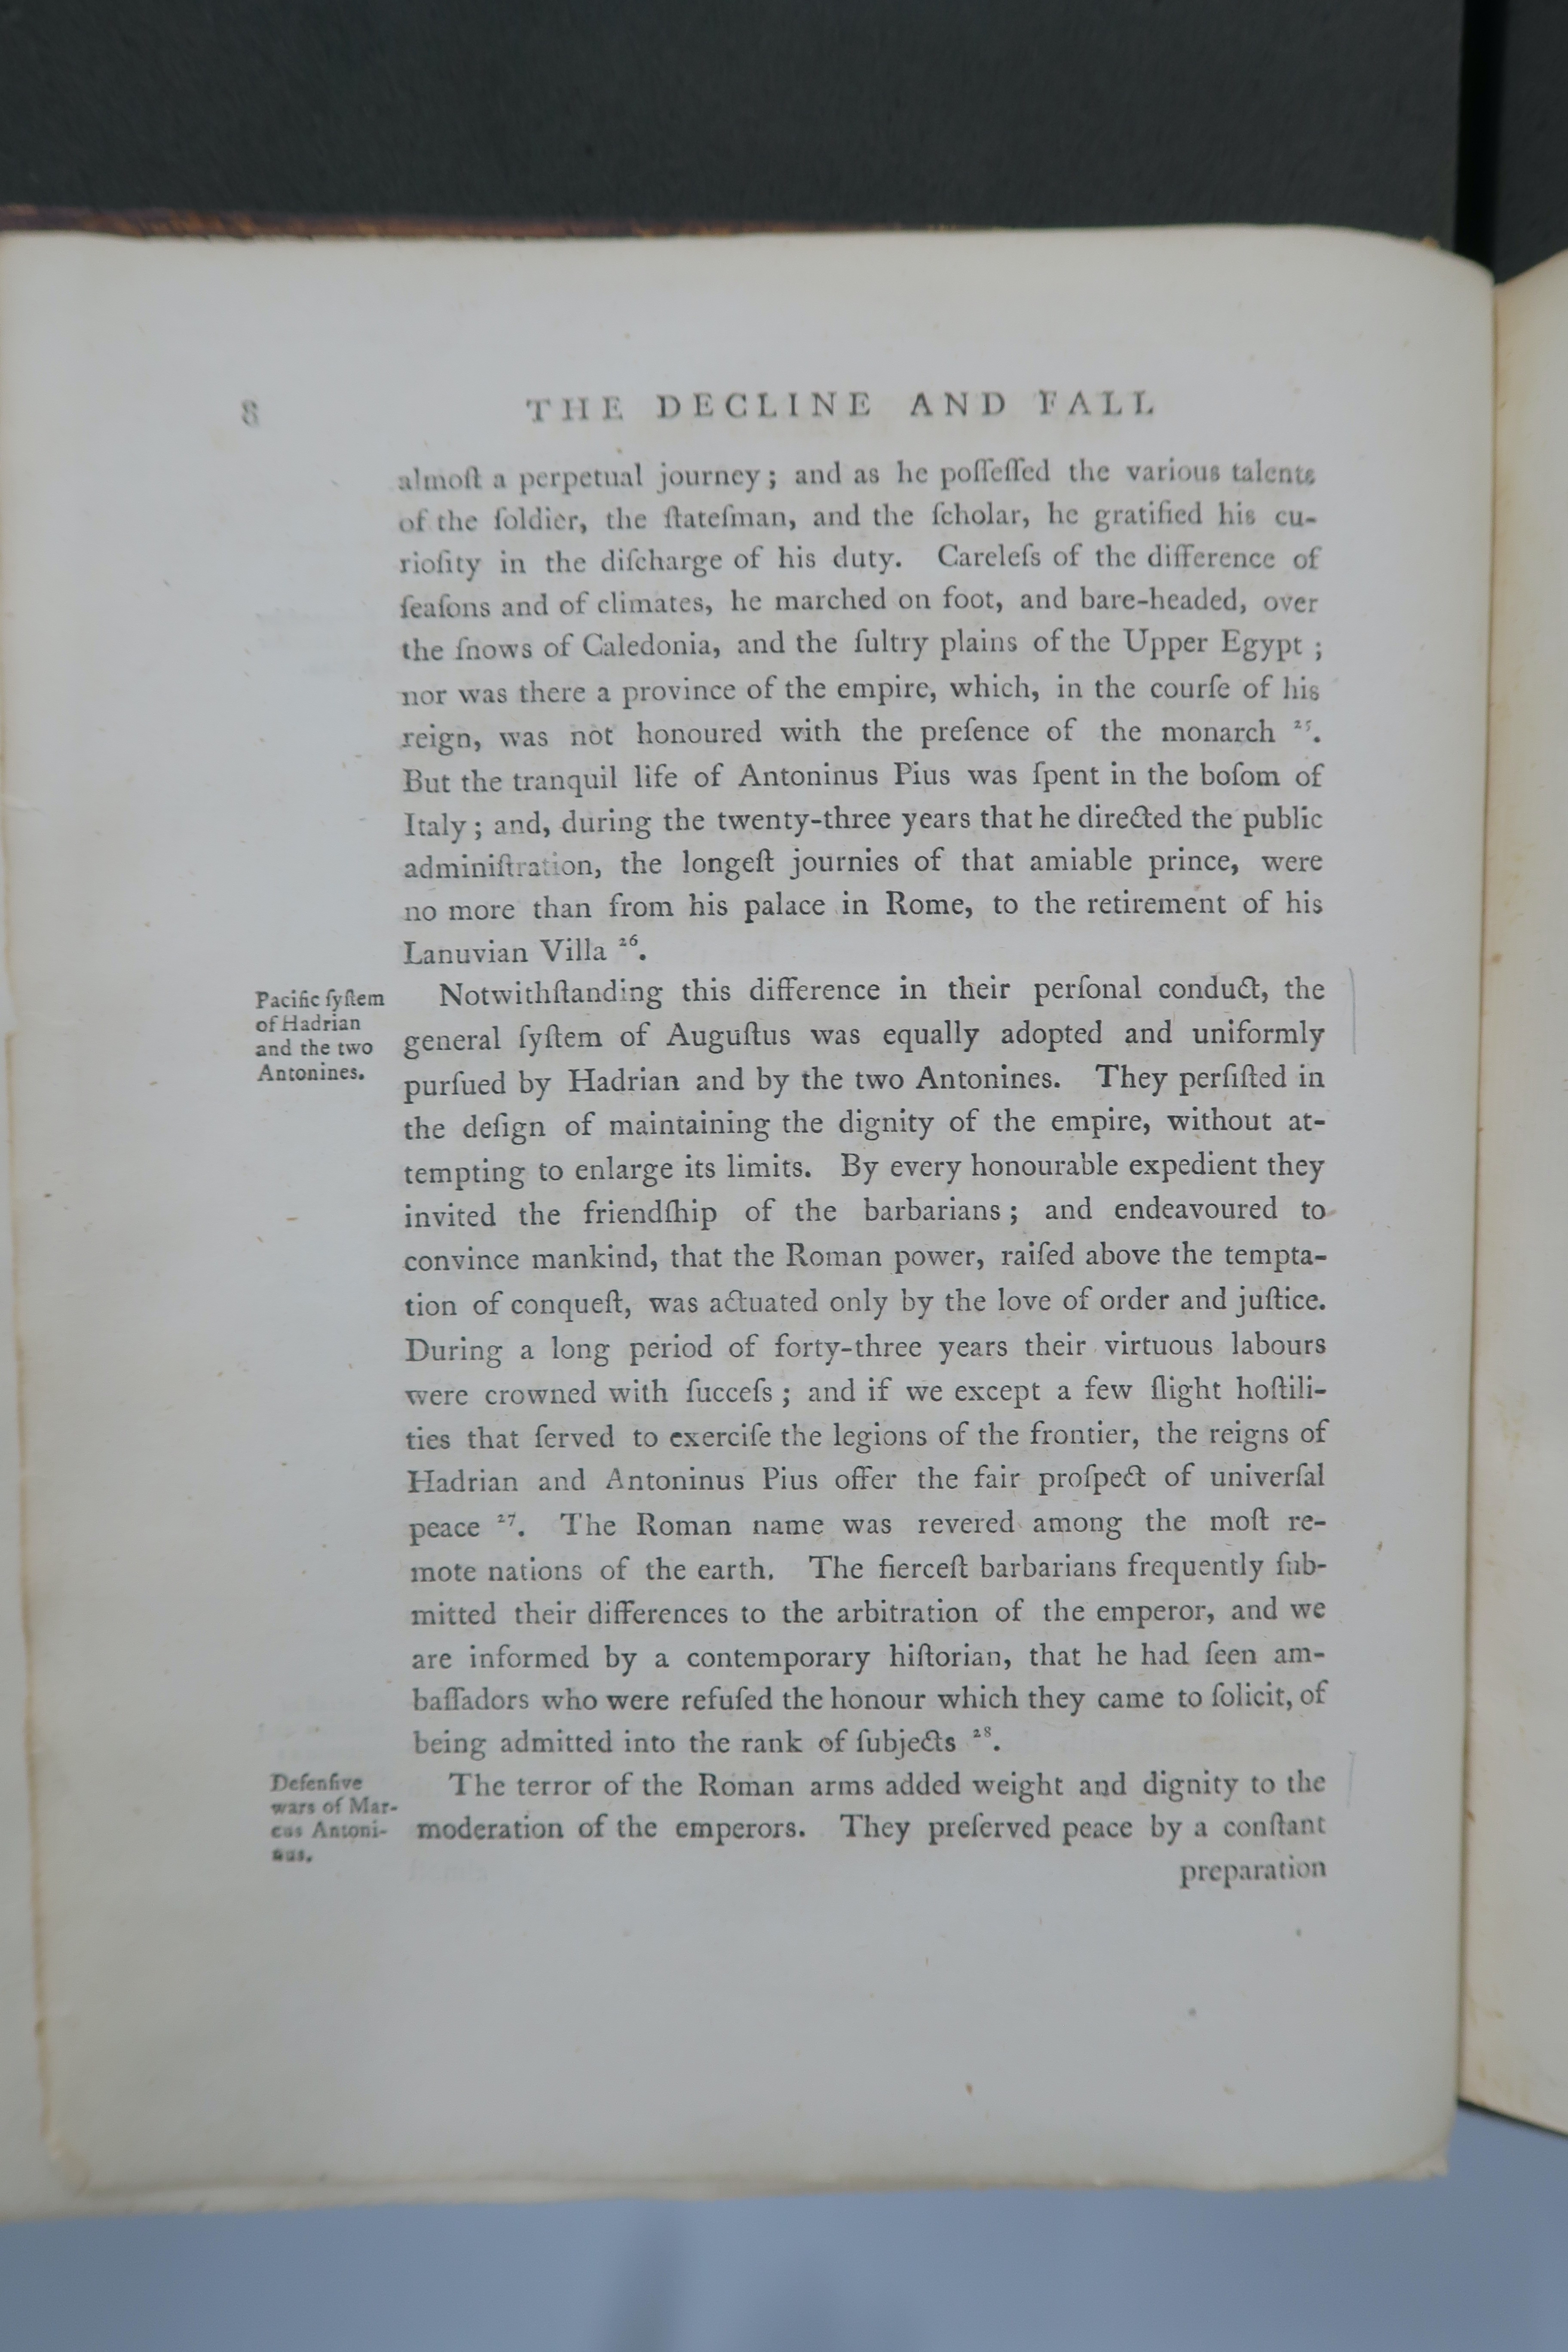 8
THE DECLINE AND FALL
almoſt a perpetual journey; and as he poſſeſſed the various talents
of the ſoldier, the ſtateſman, and the ſcholar, he gratified his cu-
rioſity in the diſcharge of his duty. Careleſs of the difference of
ſeaſons and of climates, he marched on foot, and bare-headed, over
the ſnows of Caledonia, and the ſultry plains of the Upper Egypt;
nor was there a province of the empire, which, in the courſe of his
reign, was not honoured with the preſence of the monarch ²⁵.
But the tranquil life of Antoninus Pius was ſpent in the boſom of
Italy; and, during the twenty-three years that he directed the public
adminiſtration, the longeſt journies of that amiable prince, were
no more than from his palace in Rome, to the retirement of his
Lanuvian Villa ²⁶.
Pacific ſyſtem
of Hadrian
and the two
Antonines.
Notwithſtanding this difference in their perſonal conduct, the
general ſyſtem of Auguſtus was equally adopted and uniformly
purſued by Hadrian and by the two Antonines. They perſiſted in
the deſign of maintaining the dignity of the empire, without at-
tempting to enlarge its limits. By every honourable expedient they
invited the friendſhip of the barbarians; and endeavoured to
convince mankind, that the Roman power, raiſed above the tempta-
tion of conqueſt, was actuated only by the love of order and juſtice.
During a long period of forty-three years their virtuous labours
were crowned with ſucceſs; and if we except a few ſlight hoſtili-
ties that ſerved to exerciſe the legions of the frontier, the reigns of
Hadrian and Antoninus Pius offer the fair proſpect of univerſal
peace ²⁷. The Roman name was revered among the moſt re-
mote nations of the earth. The fierceſt barbarians frequently ſub-
mitted their differences to the arbitration of the emperor, and we
are informed by a contemporary hiſtorian, that he had ſeen am-
baſſadors who were refuſed the honour which they came to ſolicit, of
being admitted into the rank of ſubjects ²⁸.
Defenſive
wars of Mar-
cus Antoni-
nus.
The terror of the Roman arms added weight and dignity to the
moderation of the emperors. They preſerved peace by a conſtant
preparation